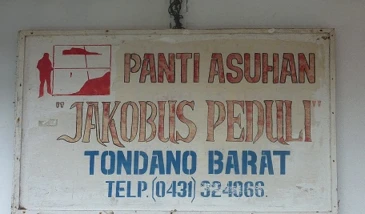 PANTI ASUHAN
"JAKOBUS PEDULI"
TONDANO BARAT
TELP. (0431) 324066.